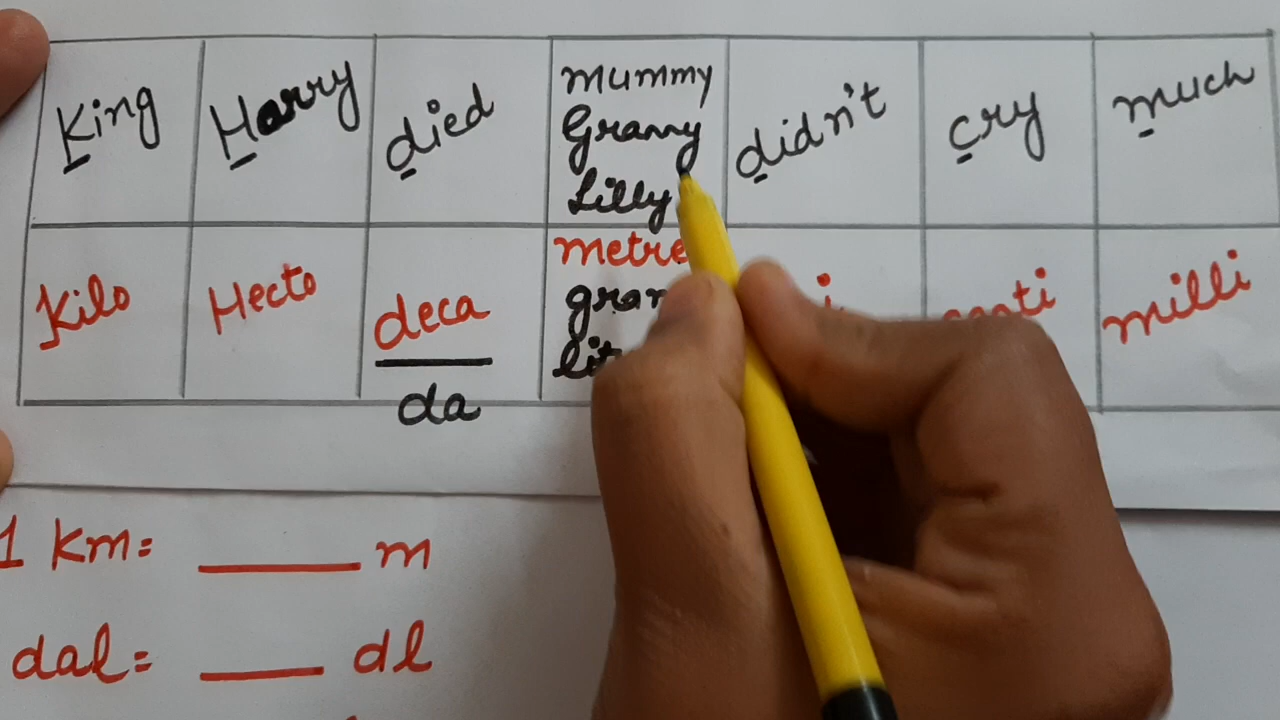 King Harry died mummy didn't cry much
Granny
Lilly
Kilo Hecto deca metre milli
da
1 Km= ______ m
dal= ____ dl